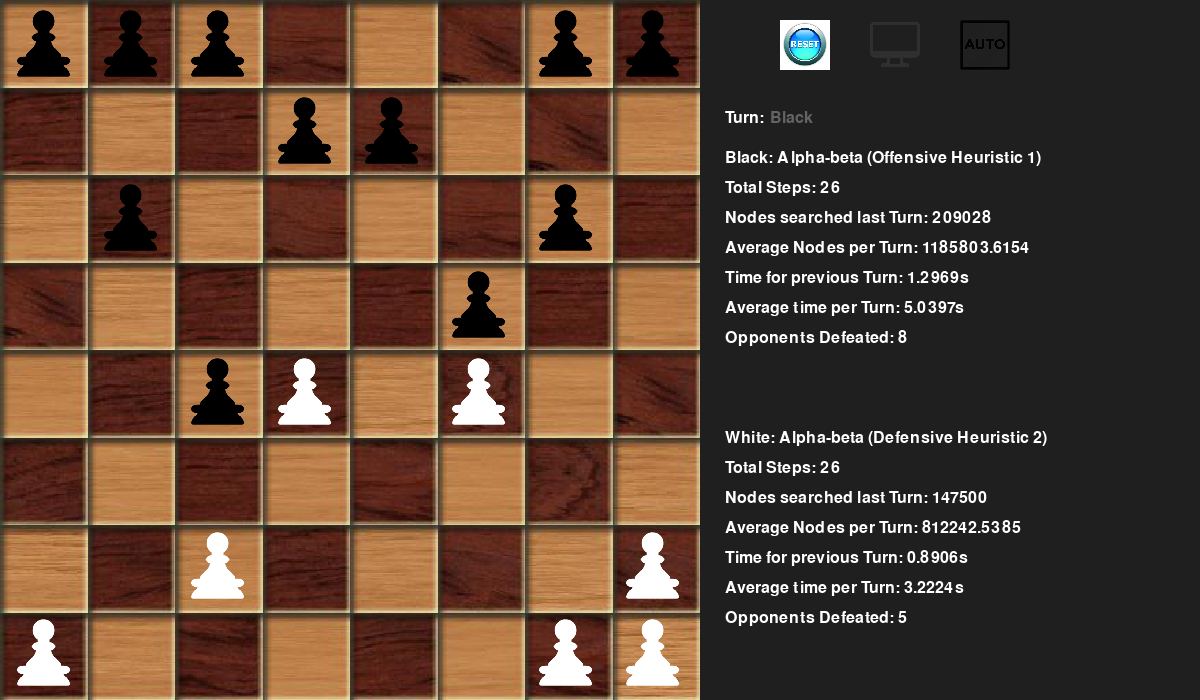 RESET
AUTO
Turn: Black
Black: Alpha-beta (Offensive Heuristic 1)
Total Steps: 26
Nodes searched last Turn: 209028
Average Nodes per Turn: 1185803.6154
Time for previous Turn: 1.2969s
Average time per Turn: 5.0397s
Opponents Defeated: 8
White: Alpha-beta (Defensive Heuristic 2)
Total Steps: 26
Nodes searched last Turn: 147500
Average Nodes per Turn: 812242.5385
Time for previous Turn: 0.8906s
Average time per Turn: 3.2224s
Opponents Defeated: 5